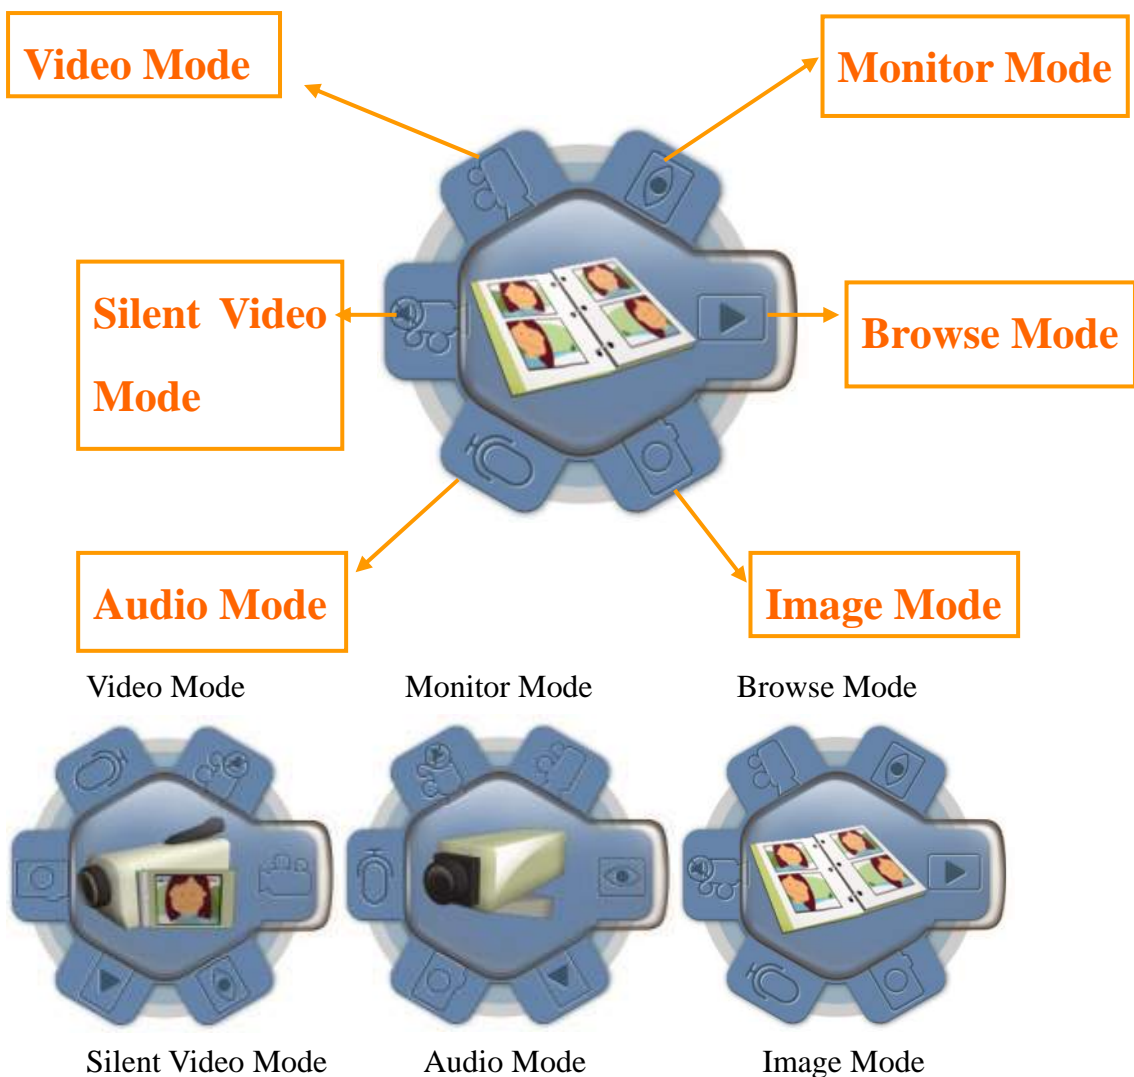 Video Mode
Monitor Mode
Silent Video
Mode
Browse Mode
Audio Mode
Image Mode
Video Mode Monitor Mode Browse Mode
Silent Video Mode Audio Mode Image Mode